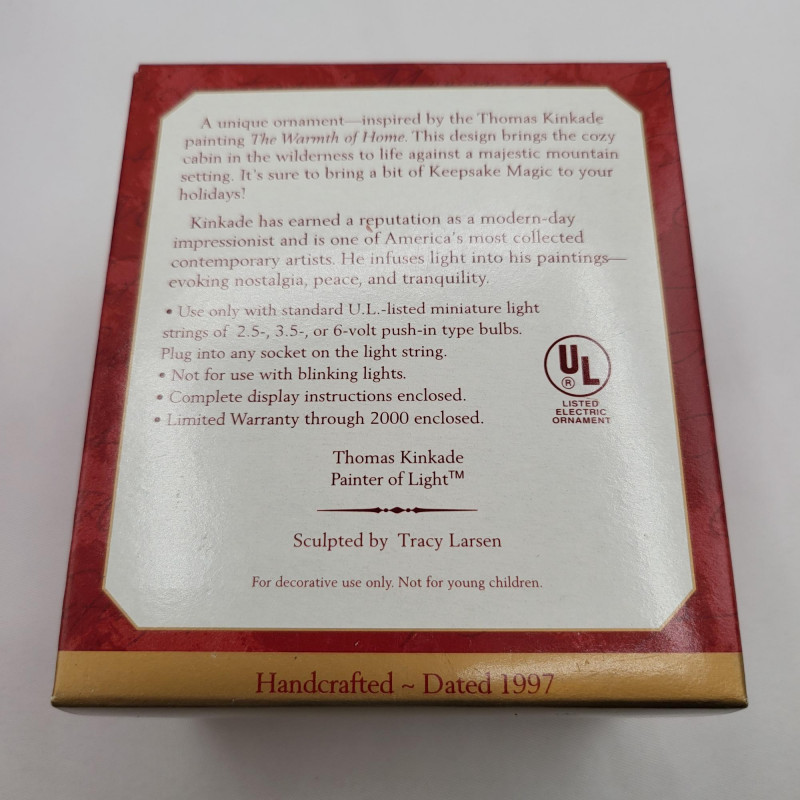 A unique ornament—inspired by the Thomas Kinkade
painting The Warmth of Home. This design brings the cozy
cabin in the wilderness to life against a majestic mountain
setting. It's sure to bring a bit of Keepsake Magic to your
holidays!
Kinkade has earned a reputation as a modern-day
impressionist and is one of America's most collected
contemporary artists. He infuses light into his paintings—
evoking nostalgia, peace, and tranquility.
• Use only with standard U.L.-listed miniature light
strings of 2.5-, 3.5-, or 6-volt push-in type bulbs.
Plug into any socket on the light string.
• Not for use with blinking lights.
• Complete display instructions enclosed.
• Limited Warranty through 2000 enclosed.
UL
®
LISTED
ELECTRIC
ORNAMENT
Thomas Kinkade
Painter of Light™
Sculpted by Tracy Larsen
For decorative use only. Not for young children.
Handcrafted ~ Dated 1997